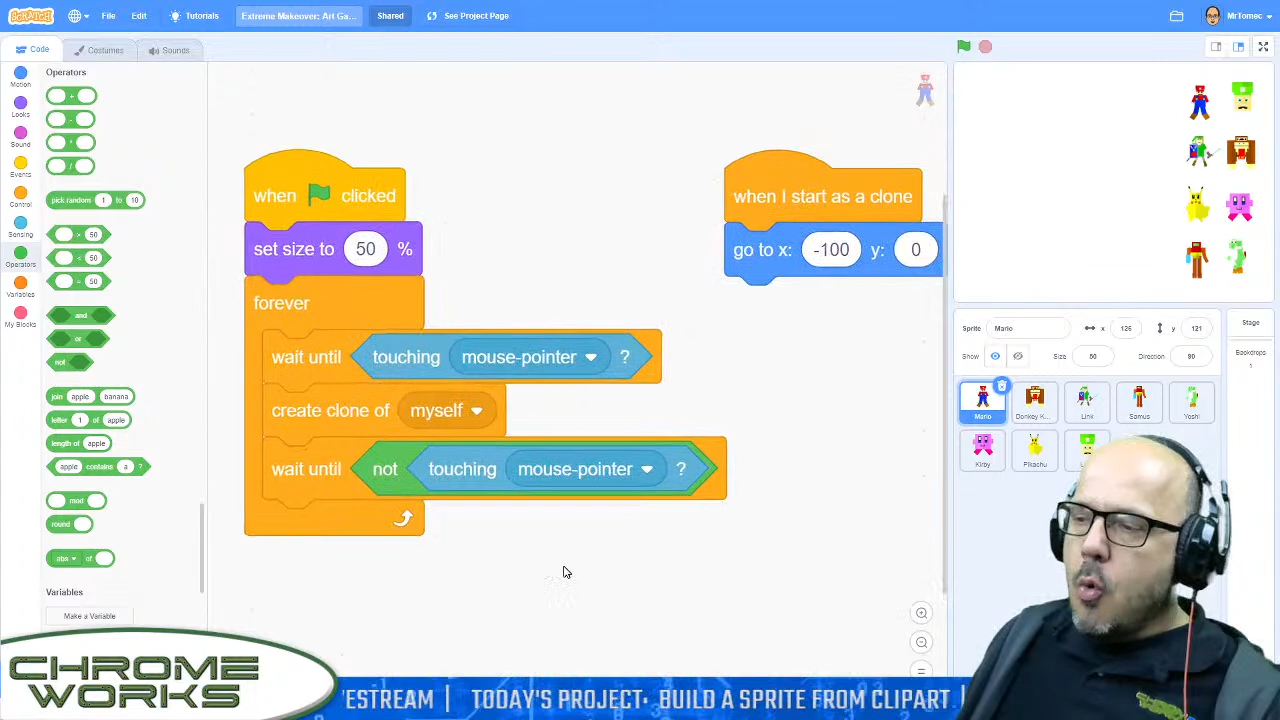 SCRATCH
File
Edit
Tutorials
Extreme Makeover: Art Ga...
Shared
See Project Page
MrTomec
Code
Costumes
Sounds
Motion
Looks
Sound
Events
Control
Sensing
Operators
Variables
My Blocks
Operators
+
-
*
/
pick random 1 to 10
> 50
< 50
= 50
and
or
not
join apple banana
letter 1 of apple
length of apple
apple contains a ?
mod
round
abs of
Variables
Make a Variable
when clicked
set size to 50 %
forever
wait until touching mouse-pointer ?
create clone of myself
wait until not touching mouse-pointer ?
when I start as a clone
go to x: -100 y: 0
Sprite Mario x 126 y 121
Show Size 50 Direction 90
Stage
Backdrops
1
Mario
Donkey K...
Link
Samus
Yoshi
Kirby
Pikachu
CHROME
WORKS
ESTREAM | TODAY'S PROJECT: BUILD A SPRITE FROM CLIPART |